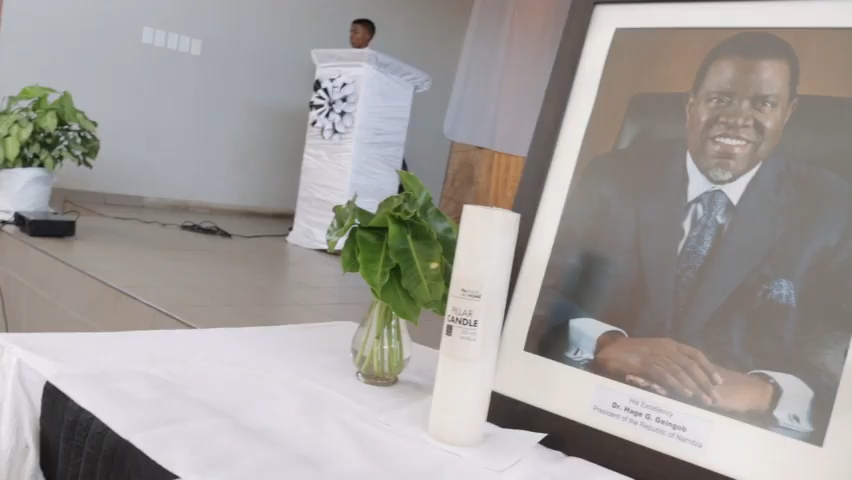 PILLAR
CANDLE
His Excellency
Dr. Hage G. Geingob
President of the Republic of Namibia